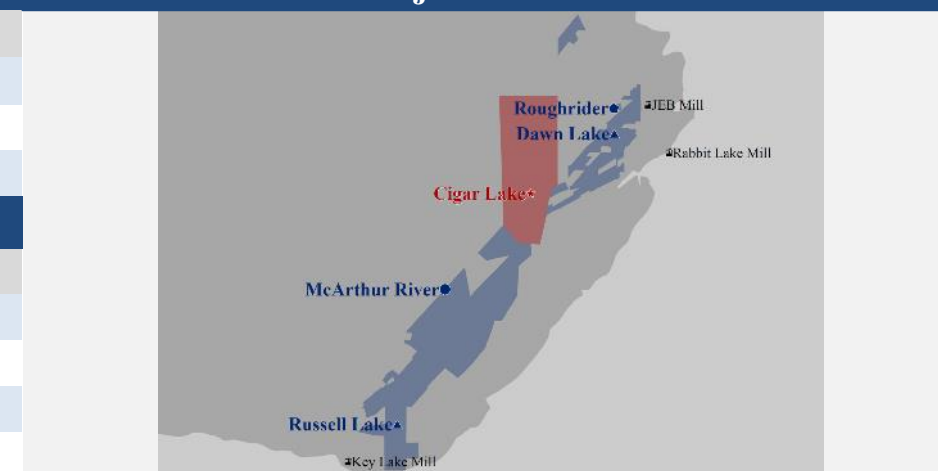 Roughrider
JEB Mill
Dawn Lake
Rabbit Lake Mill
Cigar Lake
McArthur River
Russell Lake
Key Lake Mill